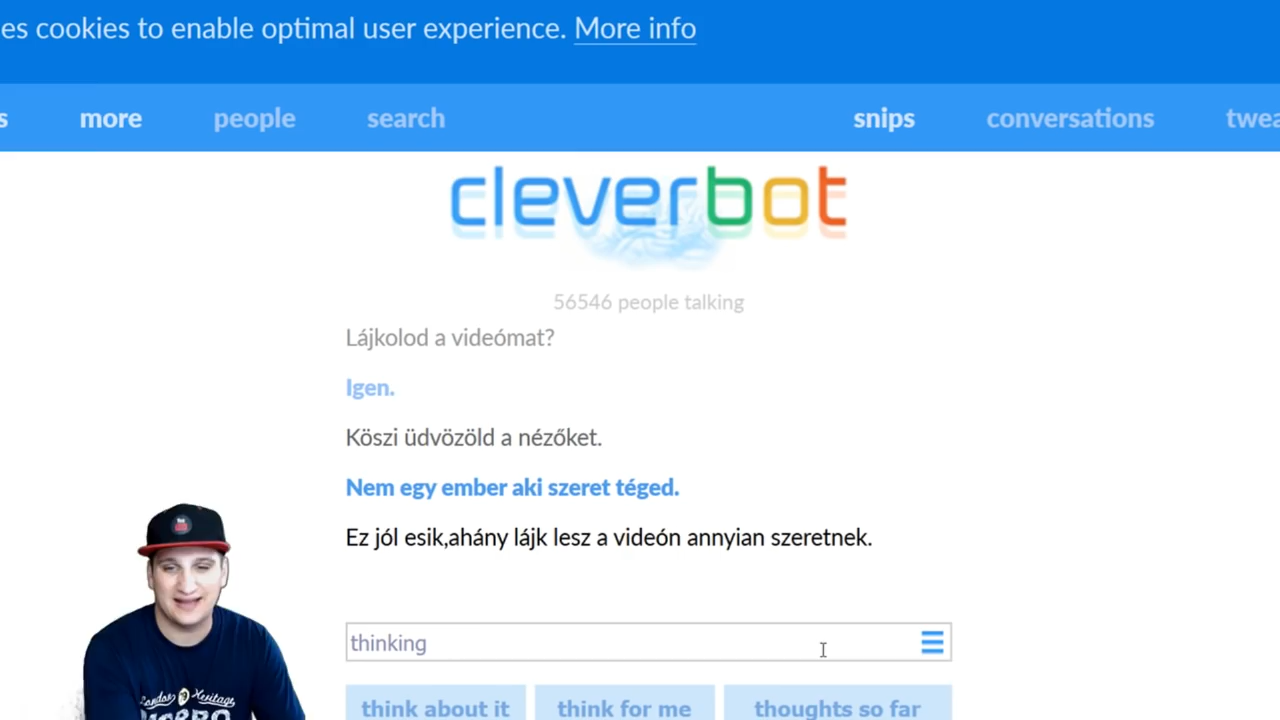 es cookies to enable optimal user experience. More info
more people search snips conversations twea
cleverbot
56546 people talking
Lájkolod a videómat?
Igen.
Köszi üdvözöld a nézőket.
Nem egy ember aki szeret téged.
Ez jól esik,ahány lájk lesz a videón annyian szeretnek.
thinking
think about it think for me thoughts so far
London Heritage